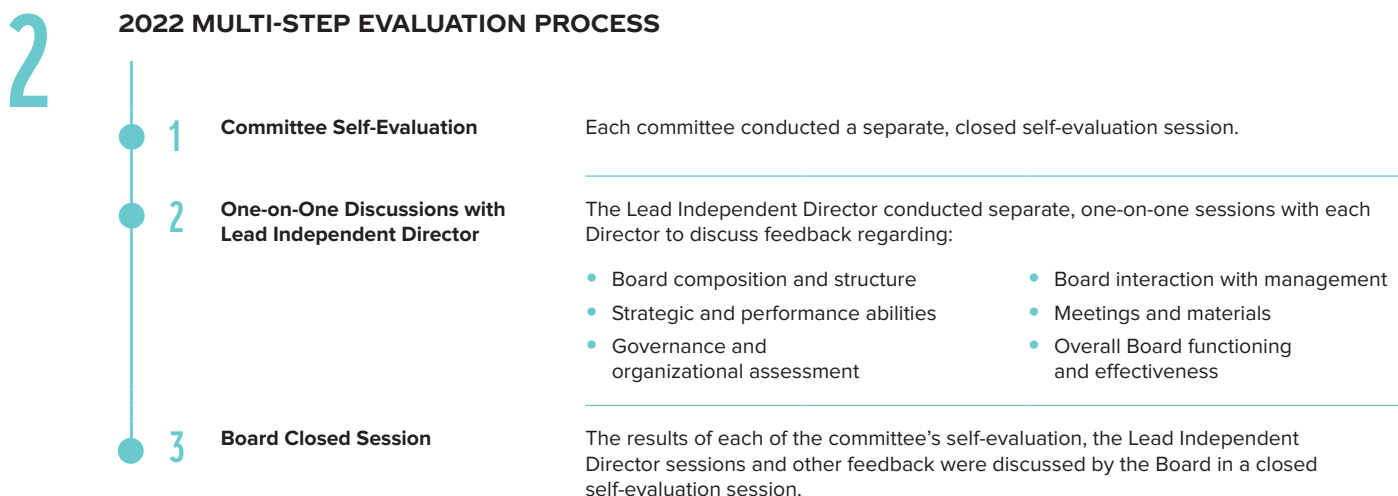 2
2022 MULTI-STEP EVALUATION PROCESS
1
Committee Self-Evaluation
Each committee conducted a separate, closed self-evaluation session.
2
One-on-One Discussions with
Lead Independent Director
The Lead Independent Director conducted separate, one-on-one sessions with each
Director to discuss feedback regarding:
• Board composition and structure
• Strategic and performance abilities
• Governance and
organizational assessment
• Board interaction with management
• Meetings and materials
• Overall Board functioning
and effectiveness
3
Board Closed Session
The results of each of the committee’s self-evaluation, the Lead Independent
Director sessions and other feedback were discussed by the Board in a closed
self-evaluation session.